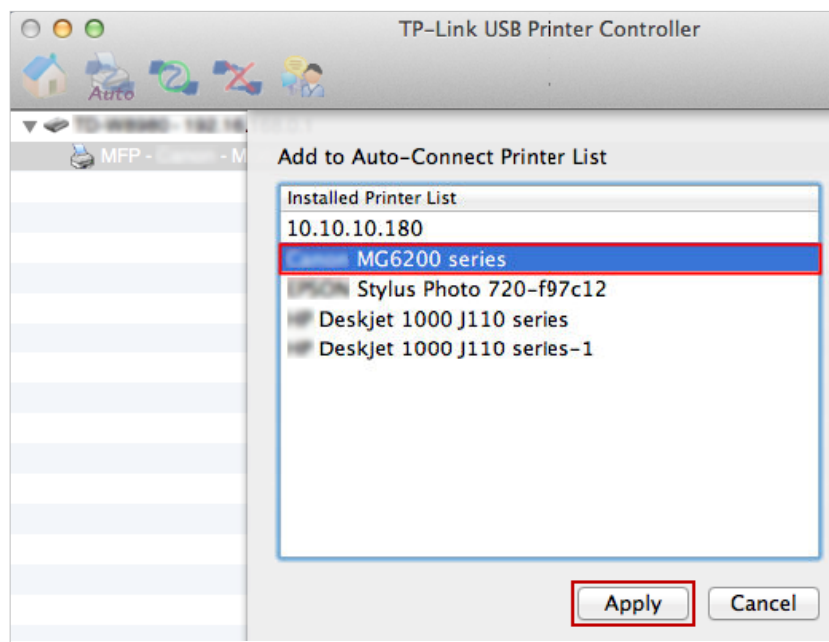 TP-Link USB Printer Controller
Auto
MFP - - M
Add to Auto-Connect Printer List
Installed Printer List
10.10.10.180
MG6200 series
Stylus Photo 720-f97c12
Deskjet 1000 J110 series
Deskjet 1000 J110 series-1
Apply
Cancel